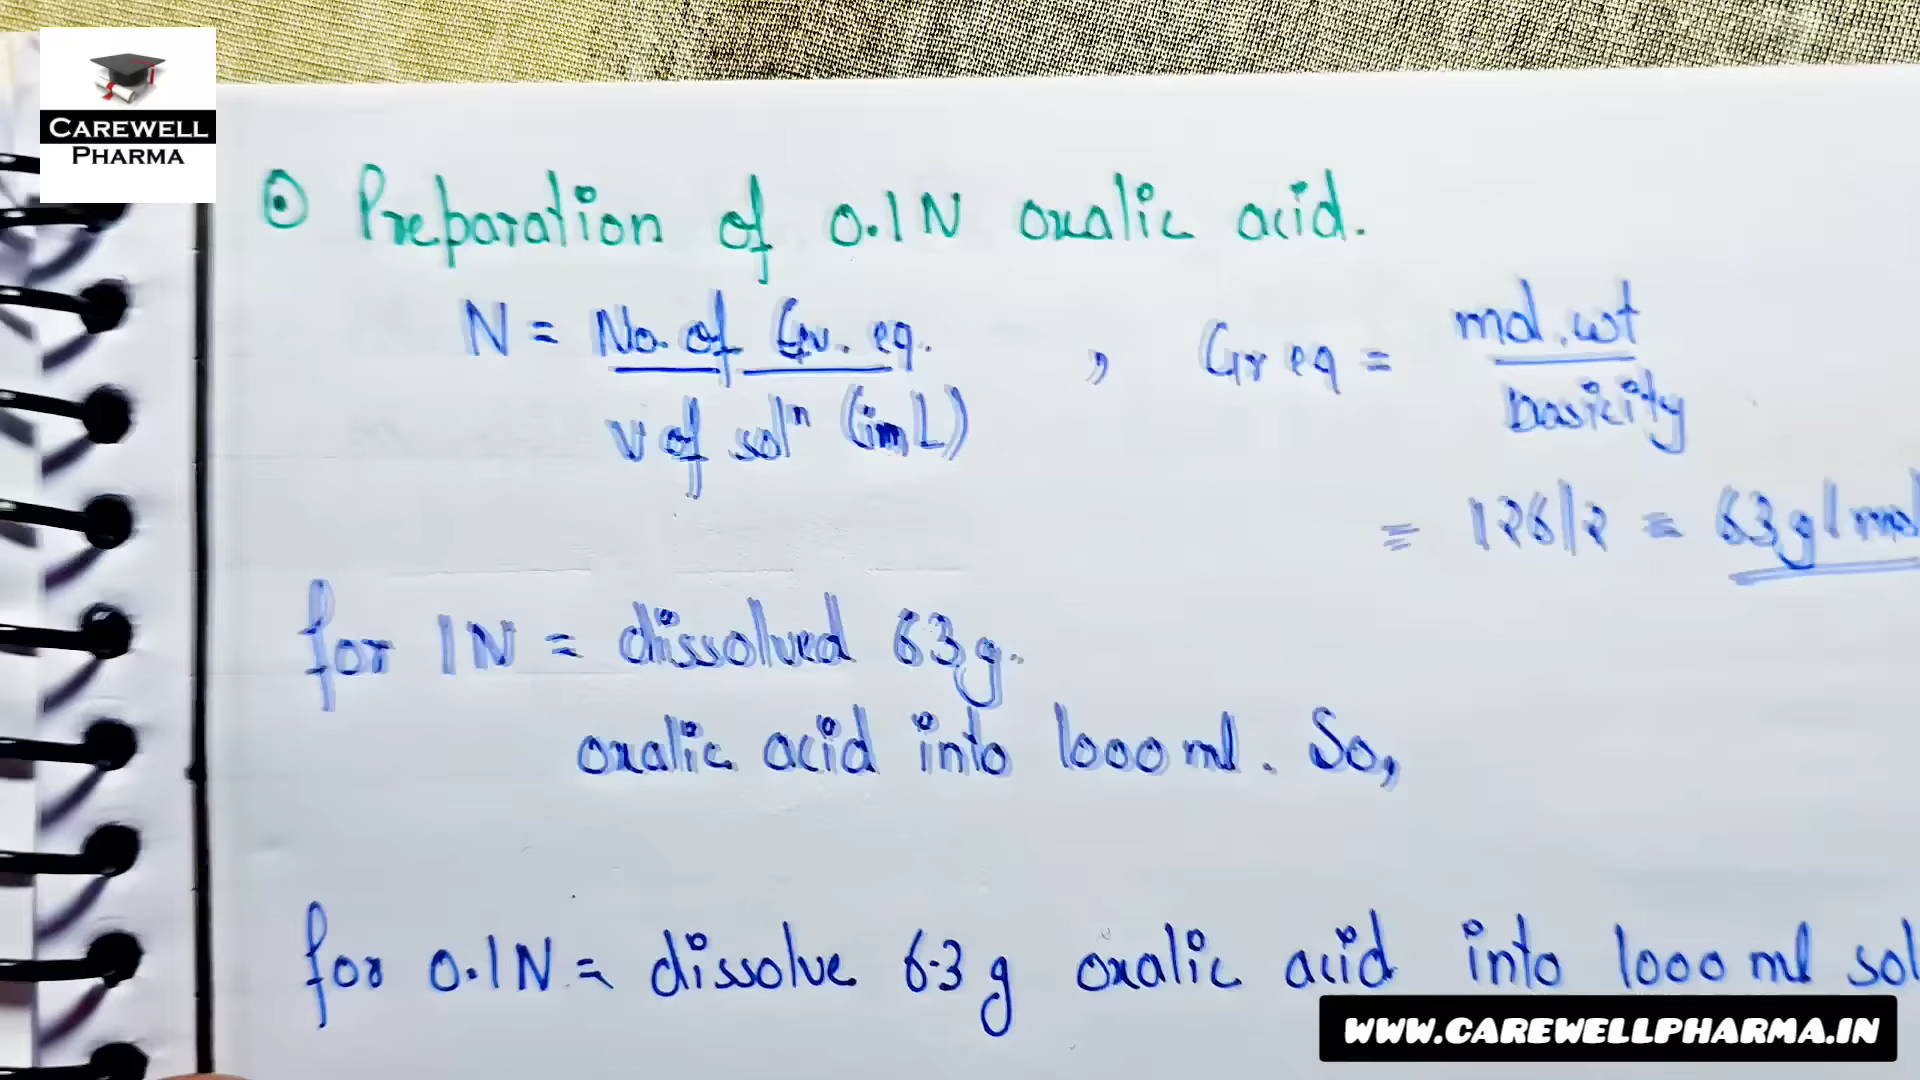 CAREWELL
PHARMA
Preparation of 0.1N oxalic acid.
N = No. of Gr. eq. , Gr eq = mol.wt
V of solⁿ (in L) basicity
= 126/2 = 63 g/mol
for 1N = dissolved 63g.
oxalic acid into 1000 ml. So,
for 0.1N = dissolve 6.3 g oxalic acid into 1000 ml sol
WWW.CAREWELLPHARMA.IN